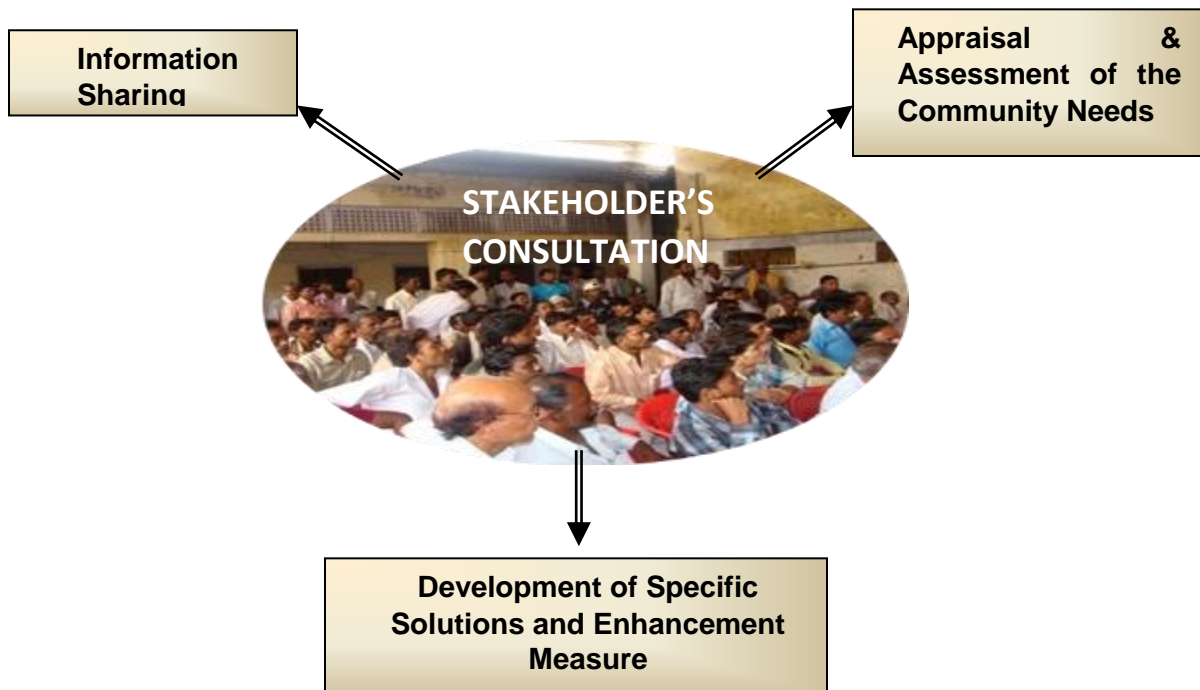 Information
Sharing
Appraisal &
Assessment of the
Community Needs
STAKEHOLDER’S
CONSULTATION
Development of Specific
Solutions and Enhancement
Measure